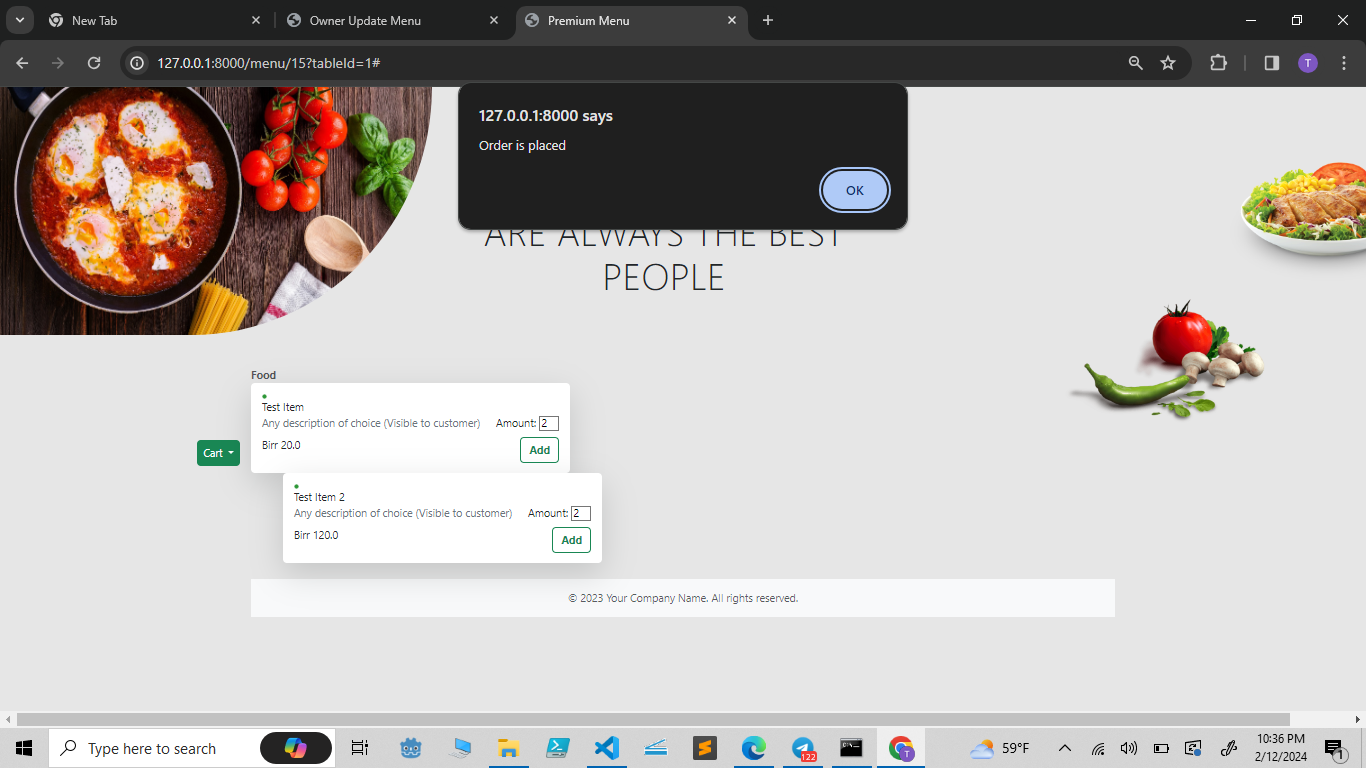 New Tab
Owner Update Menu
Premium Menu
127.0.0.1:8000/menu/15?tableId=1#
T
127.0.0.1:8000 says
Order is placed
OK
ARE ALWAYS THE BEST
PEOPLE
Food
Test Item
Any description of choice (Visible to customer)
Amount: 2
Birr 20.0
Add
Cart
Test Item 2
Any description of choice (Visible to customer)
Amount: 2
Birr 120.0
Add
© 2023 Your Company Name. All rights reserved.
Type here to search
122
T
59°F
10:36 PM
2/12/2024
1